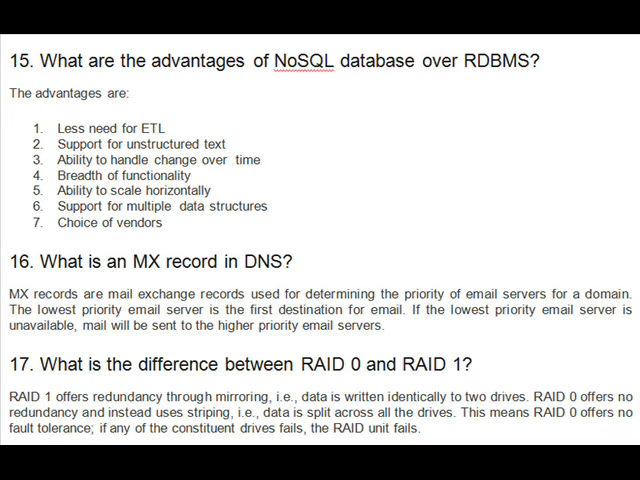 15. What are the advantages of NoSQL database over RDBMS?
The advantages are:
1. Less need for ETL
2. Support for unstructured text
3. Ability to handle change over time
4. Breadth of functionality
5. Ability to scale horizontally
6. Support for multiple data structures
7. Choice of vendors
16. What is an MX record in DNS?
MX records are mail exchange records used for determining the priority of email servers for a domain.
The lowest priority email server is the first destination for email. If the lowest priority email server is
unavailable, mail will be sent to the higher priority email servers.
17. What is the difference between RAID 0 and RAID 1?
RAID 1 offers redundancy through mirroring, i.e., data is written identically to two drives. RAID 0 offers no
redundancy and instead uses striping, i.e., data is split across all the drives. This means RAID 0 offers no
fault tolerance; if any of the constituent drives fails, the RAID unit fails.